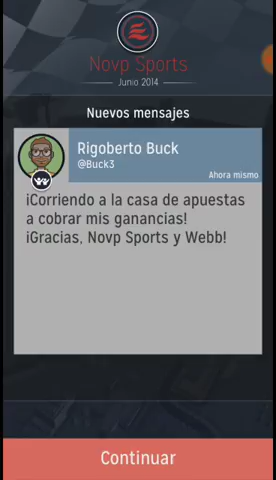 Novp Sports
Junio 2014
Nuevos mensajes
Rigoberto Buck
@Buck3
Ahora mismo
¡Corriendo a la casa de apuestas
a cobrar mis ganancias!
¡Gracias, Novp Sports y Webb!
Continuar